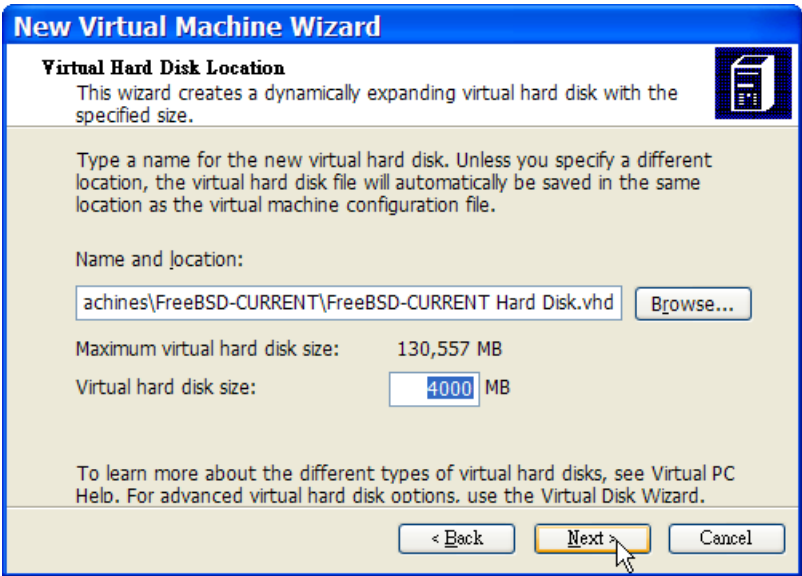 New Virtual Machine Wizard
Virtual Hard Disk Location
This wizard creates a dynamically expanding virtual hard disk with the
specified size.
Type a name for the new virtual hard disk. Unless you specify a different
location, the virtual hard disk file will automatically be saved in the same
location as the virtual machine configuration file.
Name and location:
achines\FreeBSD-CURRENT\FreeBSD-CURRENT Hard Disk.vhd Browse...
Maximum virtual hard disk size: 130,557 MB
Virtual hard disk size: 4000 MB
To learn more about the different types of virtual hard disks, see Virtual PC
Help. For advanced virtual hard disk options, use the Virtual Disk Wizard.
< Back Next > Cancel